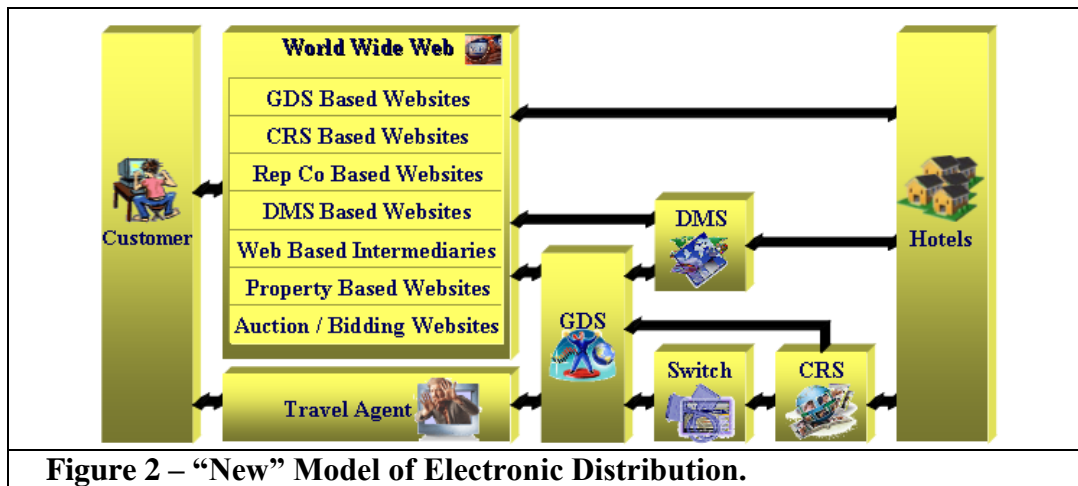 World Wide Web
GDS Based Websites
CRS Based Websites
Rep Co Based Websites
DMS Based Websites
Web Based Intermediaries
Property Based Websites
Auction / Bidding Websites
Customer
Travel Agent
GDS
DMS
Switch
CRS
Hotels
Figure 2 – “New” Model of Electronic Distribution.